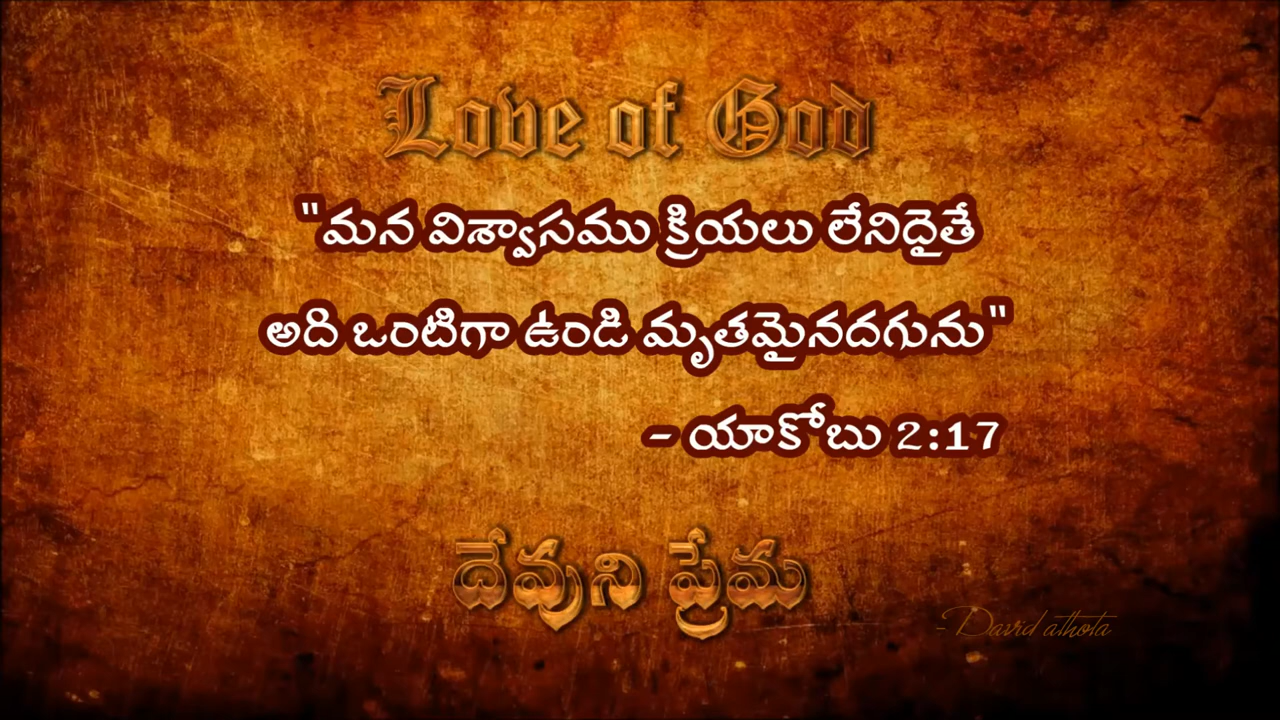 Love of God
"మన విశ్వాసము క్రియలు లేనిదైతే
అది ఒంటిగా ఉండి మృతమైనదగును"
- యాకోబు 2:17
దేవుని ప్రేమ
-David athota